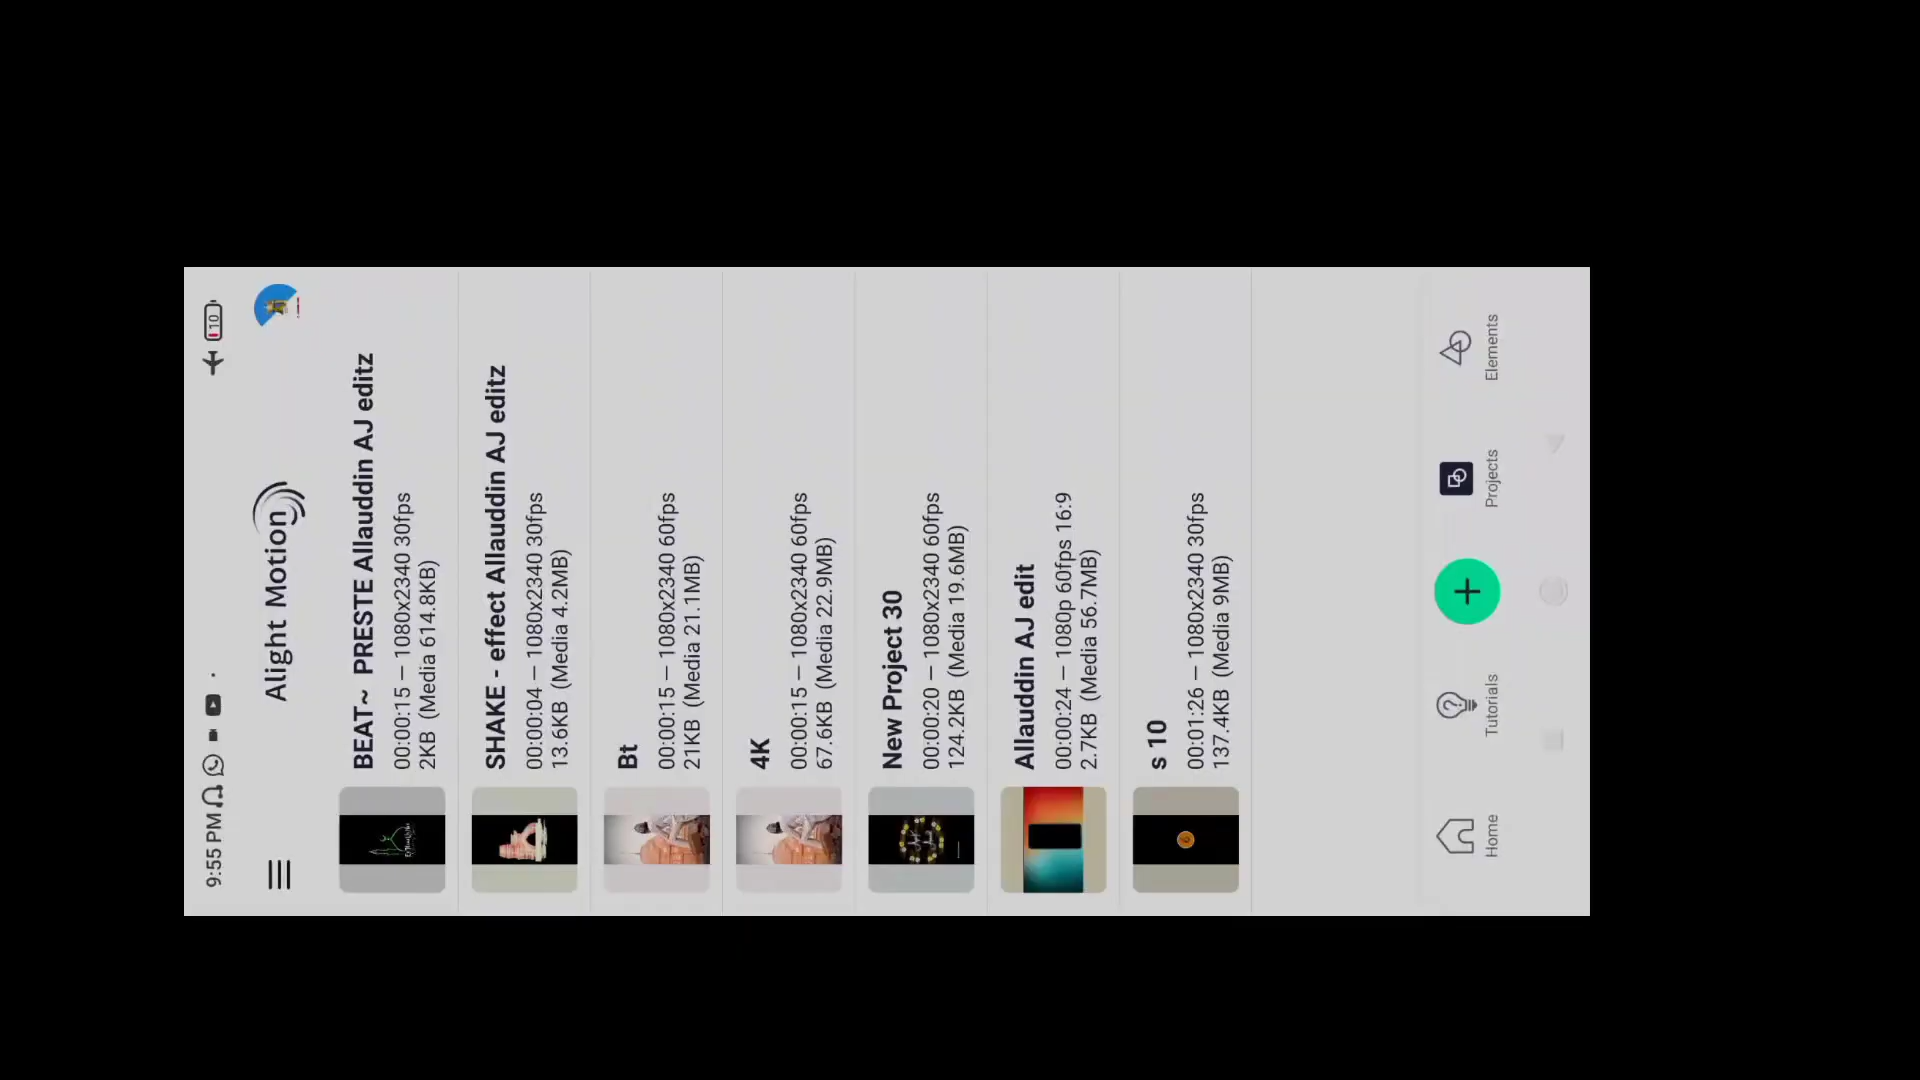 9:55 PM
10
Alight Motion
BEAT~ PRESTE Allauddin AJ editz
00:00:15 — 1080x2340 30fps
2KB (Media 614.8KB)
SHAKE - effect Allauddin AJ editz
00:00:04 — 1080x2340 30fps
13.6KB (Media 4.2MB)
Bt
00:00:15 — 1080x2340 60fps
21KB (Media 21.1MB)
4K
00:00:15 — 1080x2340 60fps
67.6KB (Media 22.9MB)
New Project 30
00:00:20 — 1080x2340 60fps
124.2KB (Media 19.6MB)
Allauddin AJ edit
00:00:24 — 1080p 60fps 16:9
2.7KB (Media 56.7MB)
s 10
00:01:26 — 1080x2340 30fps
137.4KB (Media 9MB)
Home
Tutorials
Projects
Elements